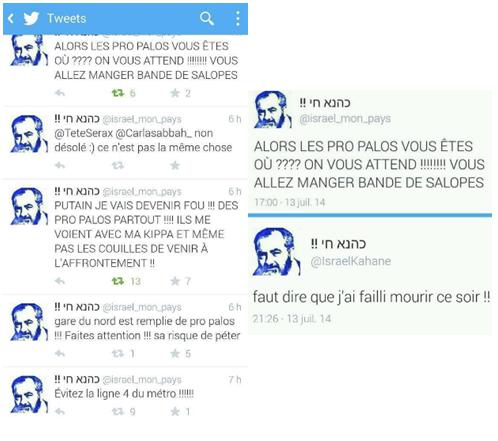 Tweets
!! כהנא חי @israel_mon_pays
ALORS LES PRO PALOS VOUS ÊTES
OÙ ???? ON VOUS ATTEND !!!!!!!! VOUS
ALLEZ MANGER BANDE DE SALOPES
6 2
!! כהנא חי @israel_mon_pays 6 h
@TeteSerax @Carlasabbah_ non
désolé :) ce n'est pas la même chose
!! כהנא חי @israel_mon_pays 6 h
PUTAIN JE VAIS DEVENIR FOU !!! DES
PRO PALOS PARTOUT !!!! ILS ME
VOIENT AVEC MA KIPPA ET MÊME
PAS LES COUILLES DE VENIR À
L'AFFRONTEMENT !!
13 7
!! כהנא חי @israel_mon_pays 6 h
gare du nord est remplie de pro palos
!!! Faites attention !!! sa risque de péter
1 5
!! כהנא חי @israel_mon_pays 7 h
Évitez la ligne 4 du métro !!!!!!
9 1
!! כהנא חי
@israel_mon_pays
ALORS LES PRO PALOS VOUS ÊTES
OÙ ???? ON VOUS ATTEND !!!!!!!! VOUS
ALLEZ MANGER BANDE DE SALOPES
17:00 · 13 juil. 14
!! כהנא חי
@IsraelKahane
faut dire que j'ai failli mourir ce soir !!
21:26 · 13 juil. 14